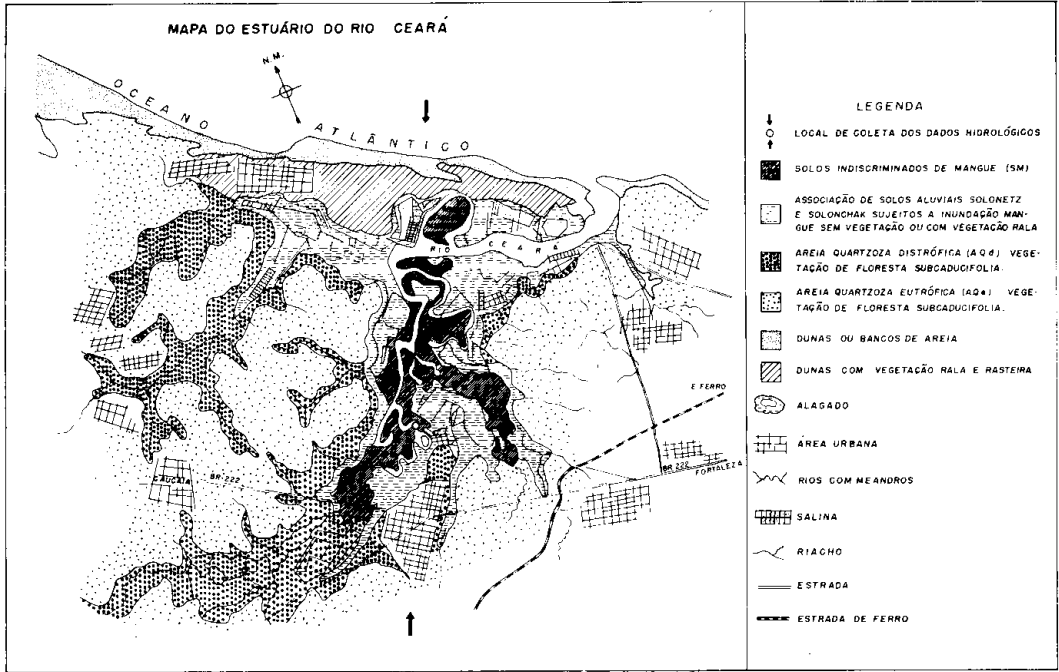 MAPA DO ESTUÁRIO DO RIO CEARÁ
N.M.
OCEANO ATLÂNTICO
RIO CEARÁ
E FERRO
BR 222
FORTALEZA
CAUCAIA
BR-222
LEGENDA
LOCAL DE COLETA DOS DADOS HIDROLÓGICOS
SOLOS INDISCRIMINADOS DE MANGUE (SM)
ASSOCIAÇÃO DE SOLOS ALUVIAIS SOLONETZ
E SOLONCHAK SUJEITOS A INUNDAÇÃO MAN-
GUE SEM VEGETAÇÃO OU COM VEGETAÇÃO RALA
AREIA QUARTZOZA DISTRÓFICA (AQd) VEGE-
TAÇÃO DE FLORESTA SUBCADUCIFOLIA.
AREIA QUARTZOZA EUTRÓFICA (AQe) VEGE-
TAÇÃO DE FLORESTA SUBCADUCIFOLIA.
DUNAS OU BANCOS DE AREIA
DUNAS COM VEGETAÇÃO RALA E RASTEIRA
ALAGADO
ÁREA URBANA
RIOS COM MEANDROS
SALINA
RIACHO
ESTRADA
ESTRADA DE FERRO